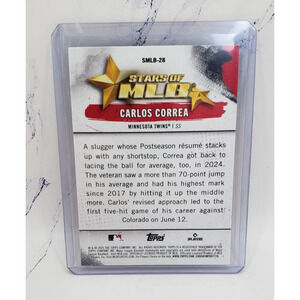 SMLB-28
STARS OF
MLB
CARLOS CORREA
MINNESOTA TWINS® | SS
A slugger whose Postseason résumé stacks
up with any shortstop, Correa got back to
lacing the ball for average, too, in 2024.
The veteran saw a more than 70-point jump
in his average and had his highest mark
since 2017 by hitting it up the middle
more. Carlos' revised approach led to the
first five-hit game of his career against
Colorado on June 12.
Topps